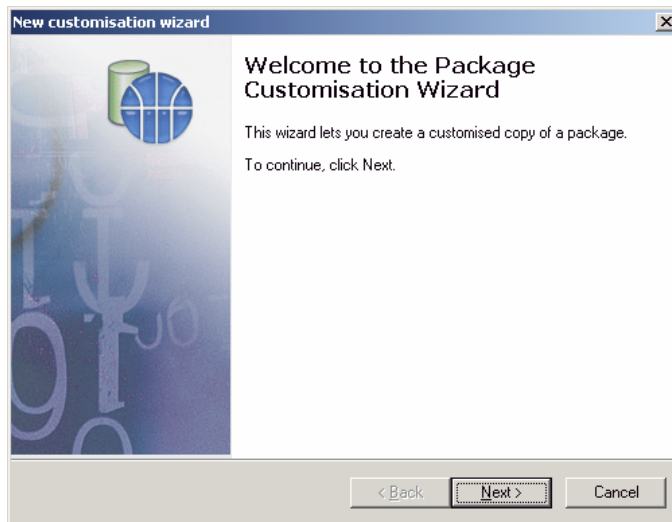 New customisation wizard
Welcome to the Package
Customisation Wizard
This wizard lets you create a customised copy of a package.
To continue, click Next.
< Back
Next >
Cancel